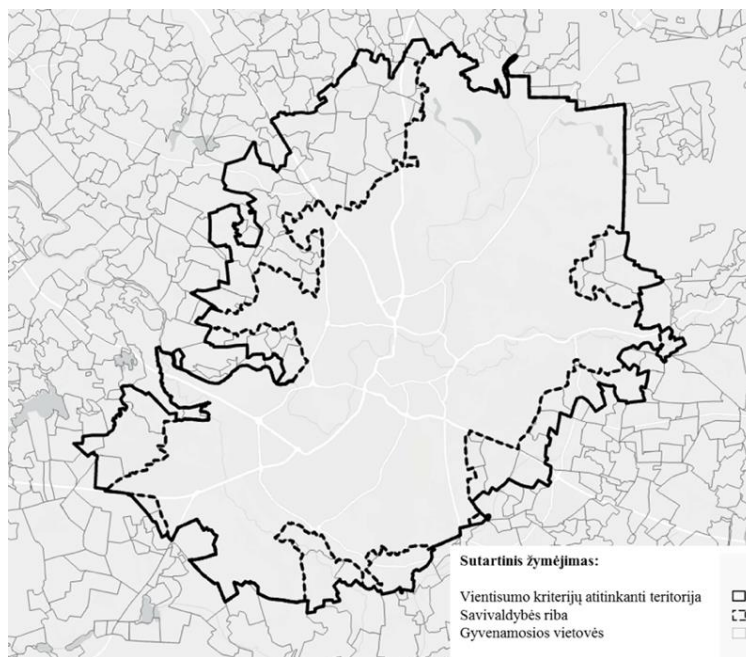 Sutartinis žymėjimas:
Vientisumo kriterijų atitinkanti teritorija
Savivaldybės riba
Gyvenamosios vietovės